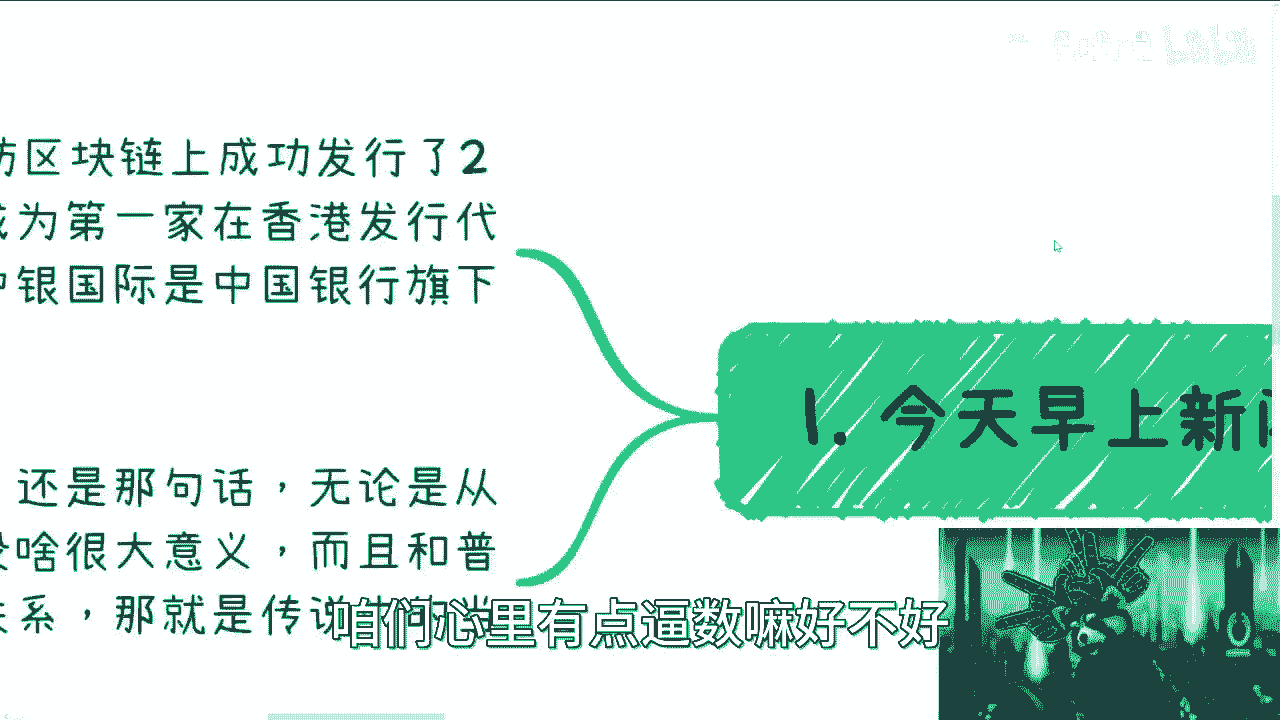 坊区块链上成功发行了2
成为第一家在香港发行代
中银国际是中国银行旗下
1. 今天早上新闻
还是那句话,无论是从
没啥很大意义,而且和普
关系,那就是传说中的当
咱们心里有点逼数嘛好不好